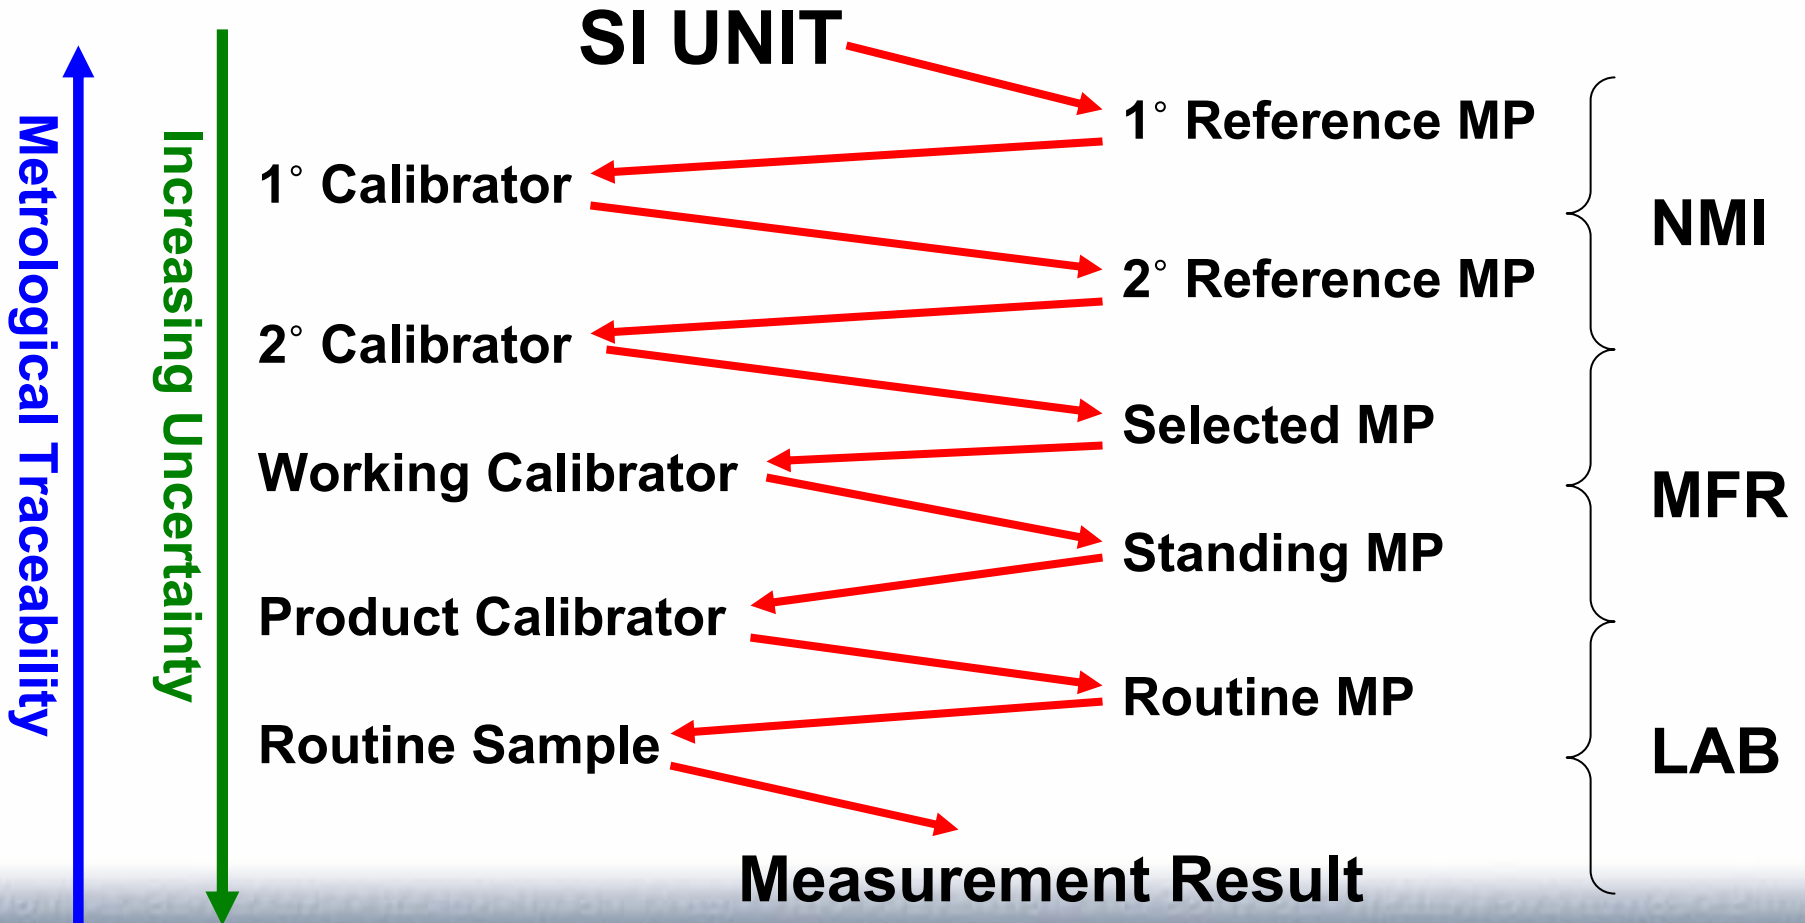 SI UNIT
Metrological Traceability
Increasing Uncertainty
1° Reference MP
1° Calibrator
NMI
2° Reference MP
2° Calibrator
Selected MP
Working Calibrator
MFR
Standing MP
Product Calibrator
Routine MP
Routine Sample
LAB
Measurement Result